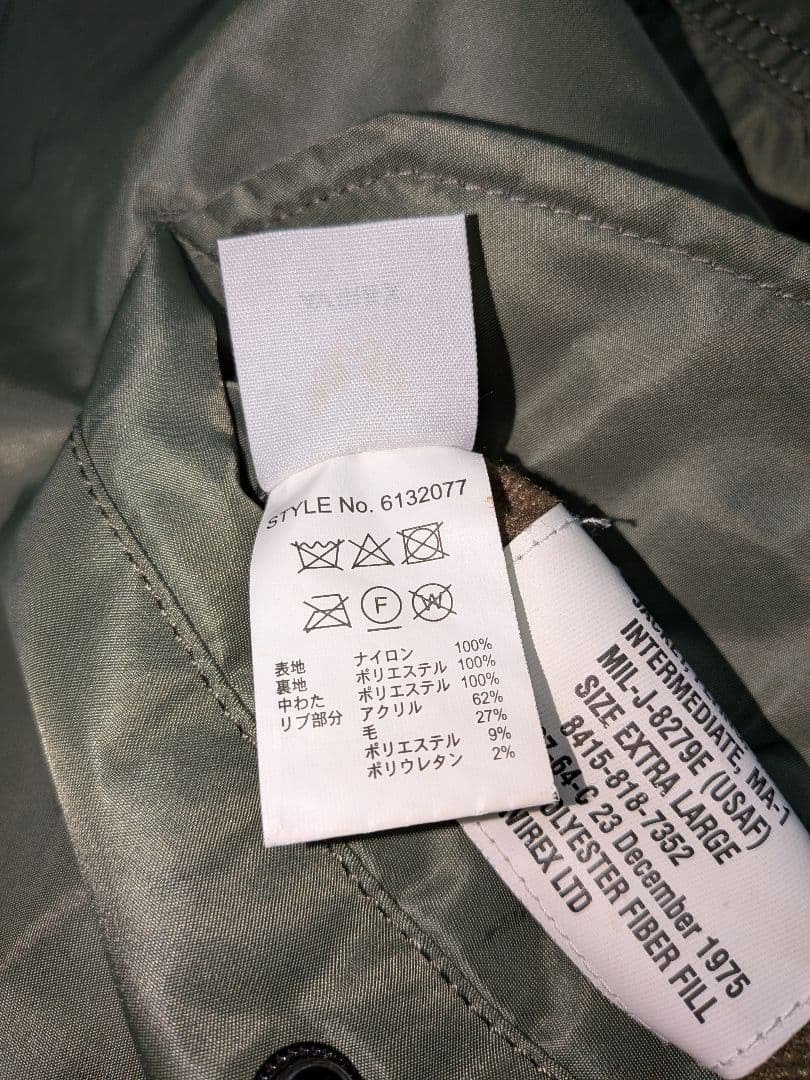 STYLE No. 6132077
F
W
表地 ナイロン 100%
裏地 ポリエステル 100%
中わた ポリエステル 100%
リブ部分 アクリル 62%
毛 27%
ポリエステル 9%
ポリウレタン 2%
INTERMEDIATE, MA-1
MIL-J-8279E (USAF)
SIZE EXTRA LARGE
8415-818-7352
64-C 23 December 1975
POLYESTER FIBER FILL
LTD